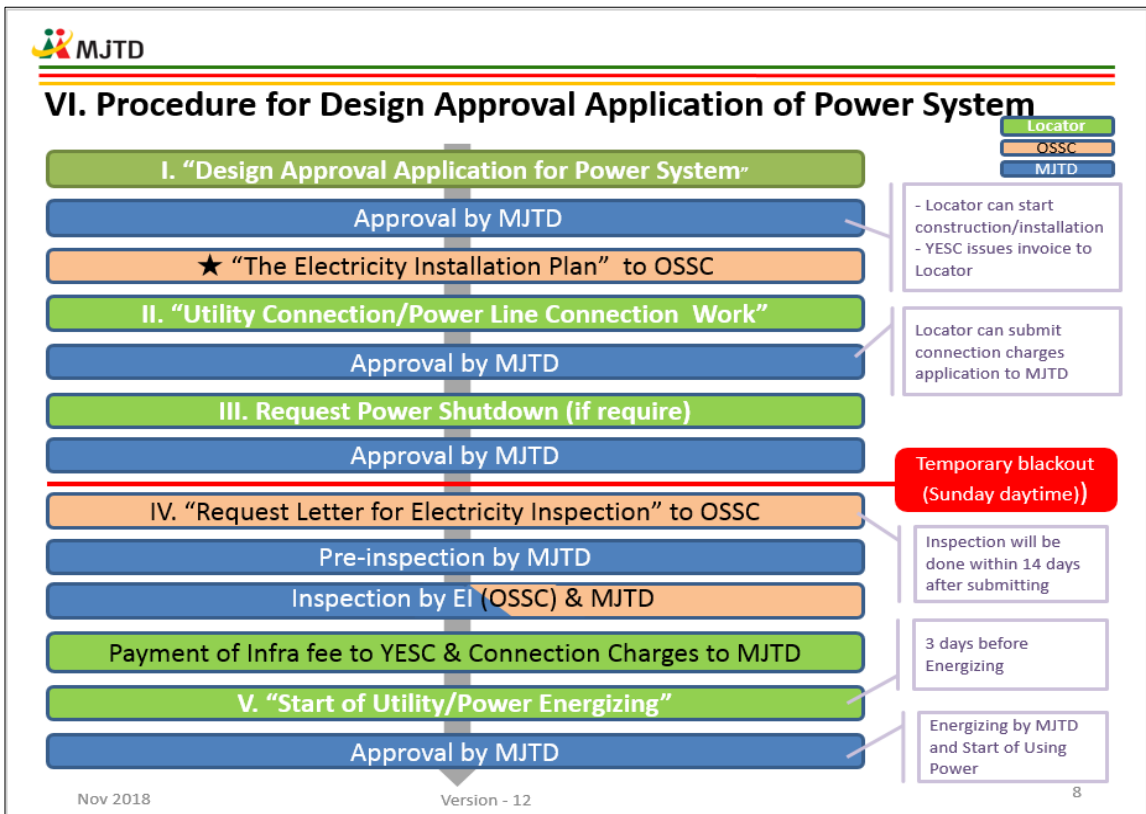 MJTD
VI. Procedure for Design Approval Application of Power System
Locator
OSSC
MJTD
I. “Design Approval Application for Power System”
Approval by MJTD
- Locator can start
construction/installation
- YESC issues invoice to
Locator
★ “The Electricity Installation Plan” to OSSC
II. “Utility Connection/Power Line Connection Work”
Locator can submit
connection charges
application to MJTD
Approval by MJTD
III. Request Power Shutdown (if require)
Approval by MJTD
Temporary blackout
(Sunday daytime))
IV. “Request Letter for Electricity Inspection” to OSSC
Inspection will be
done within 14 days
after submitting
Pre-inspection by MJTD
Inspection by EI (OSSC) & MJTD
Payment of Infra fee to YESC & Connection Charges to MJTD
3 days before
Energizing
V. “Start of Utility/Power Energizing”
Approval by MJTD
Energizing by MJTD
and Start of Using
Power
Nov 2018
Version - 12
8